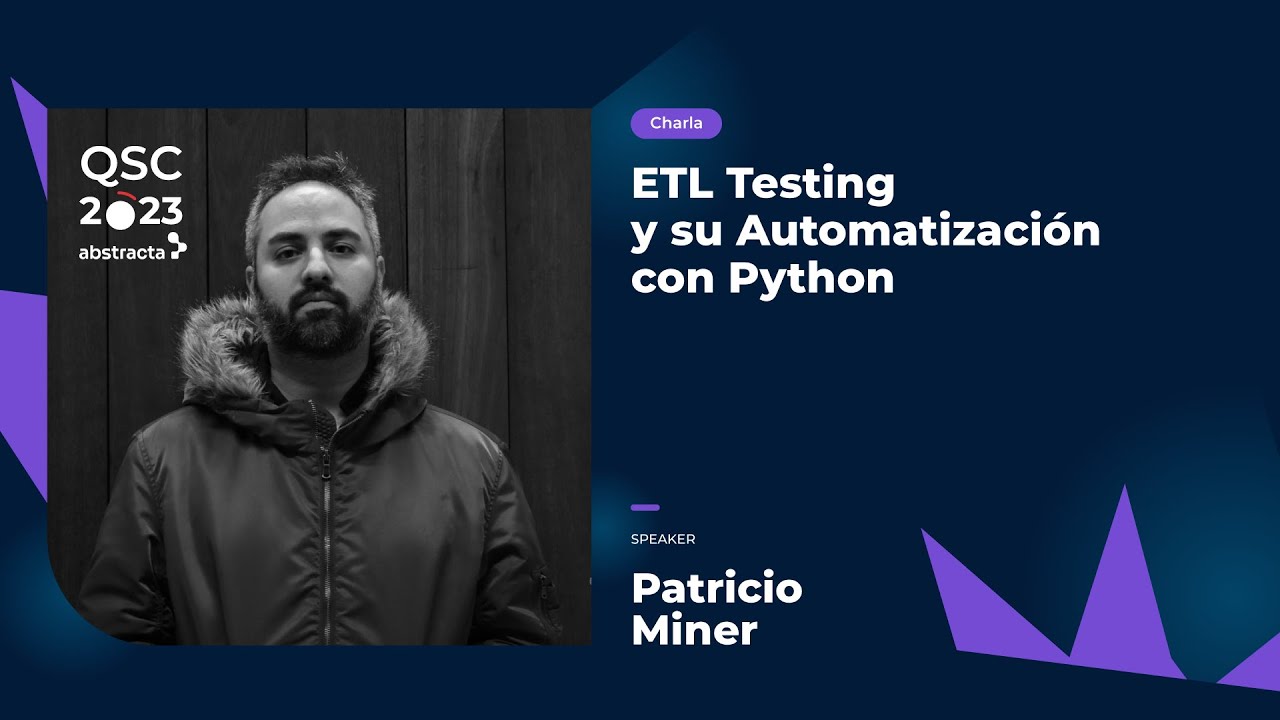 QSC
2023
abstracta
Charla
ETL Testing
y su Automatización
con Python
SPEAKER
Patricio
Miner